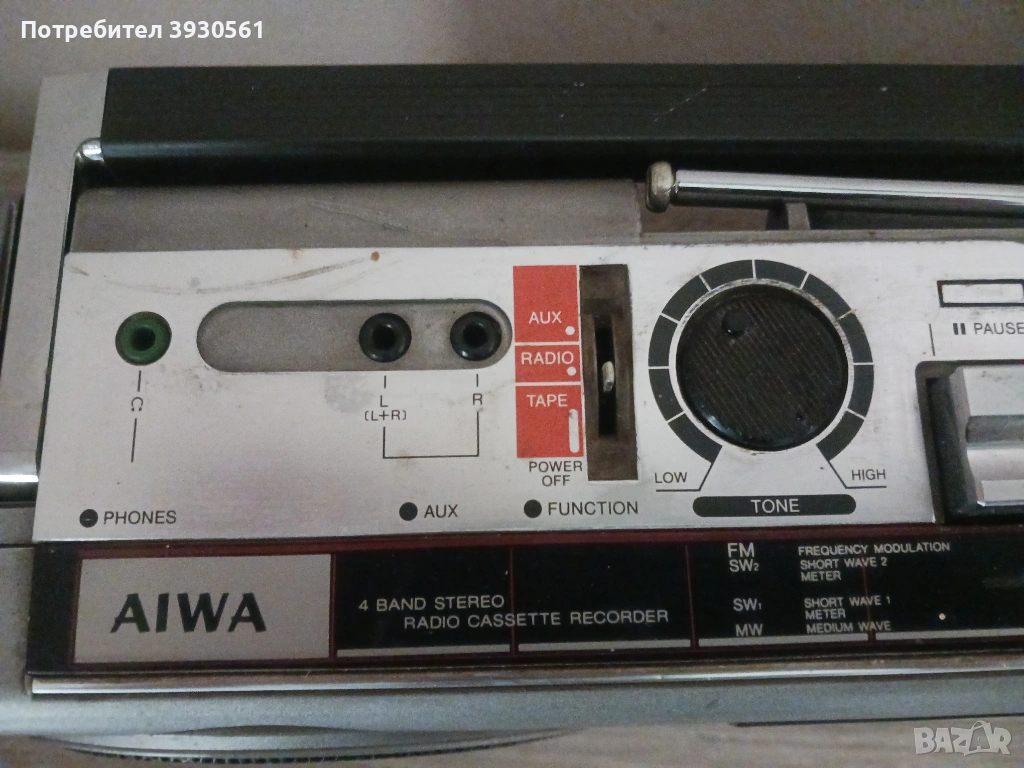 Потребител 3930561
AUX
RADIO
TAPE
POWER
OFF
PAUSE
L
(L+R)
R
LOW
HIGH
PHONES
AUX
FUNCTION
TONE
AIWA
4 BAND STEREO
RADIO CASSETTE RECORDER
FM FREQUENCY MODULATION
SW2 SHORT WAVE 2
METER
SW1 SHORT WAVE 1
METER
MW MEDIUM WAVE
BAZAR